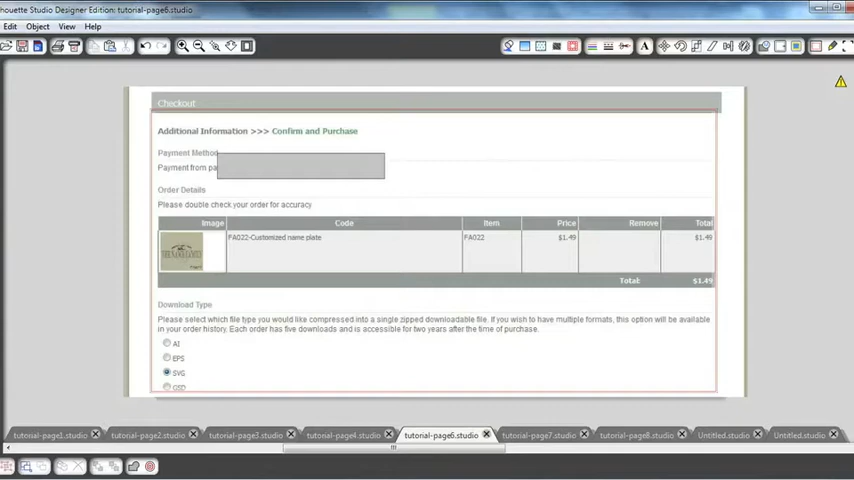 houette Studio Designer Edition: tutorial-page6.studio
Edit Object View Help
Checkout
Additional Information >>> Confirm and Purchase
Payment Method
Payment from pa
Order Details
Please double check your order for accuracy
Image Code Item Price Remove Total
FA022-Customized name plate FA022 $1.49 $1.49
Total: $1.49
Download Type
Please select which file type you would like compressed into a single zipped downloadable file. If you wish to have multiple formats, this option will be available
in your order history. Each order has five downloads and is accessible for two years after the time of purchase.
AI
EPS
SVG
GSD
tutorial-page1.studio tutorial-page2.studio tutorial-page3.studio tutorial-page4.studio tutorial-page6.studio tutorial-page7.studio tutorial-page8.studio Untitled.studio Untitled.studio